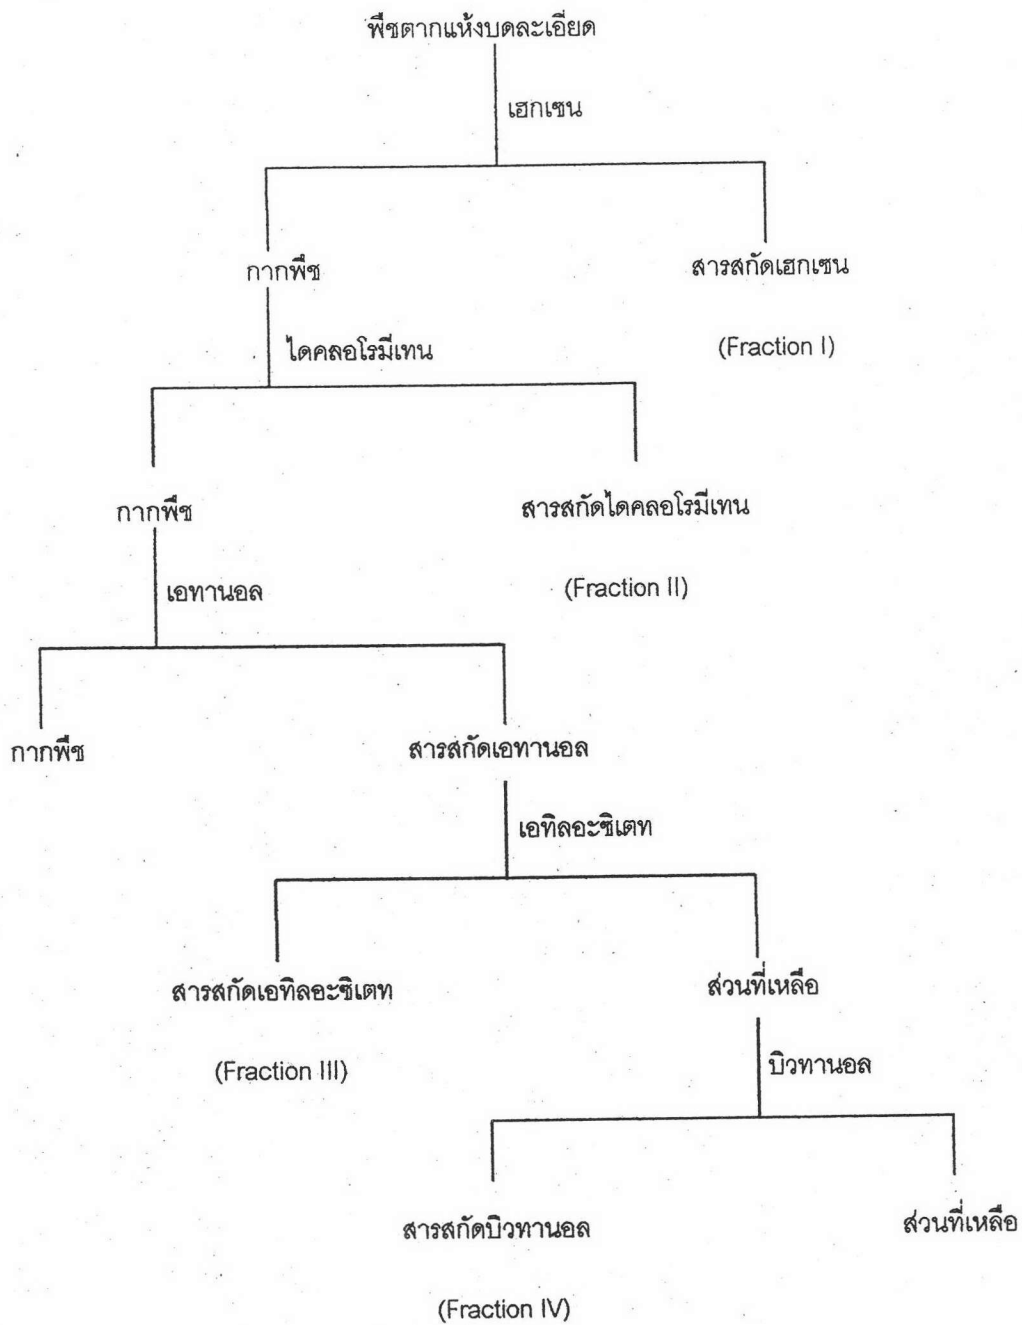 พืชตากแห้งบดละเอียด
เฮกเซน
กากพืช
สารสกัดเฮกเซน
(Fraction I)
ไดคลอโรมีเทน
กากพืช
สารสกัดไดคลอโรมีเทน
(Fraction II)
เอทานอล
กากพืช
สารสกัดเอทานอล
เอทิลอะซิเตท
สารสกัดเอทิลอะซิเตท
(Fraction III)
ส่วนที่เหลือ
บิวทานอล
สารสกัดบิวทานอล
(Fraction IV)
ส่วนที่เหลือ